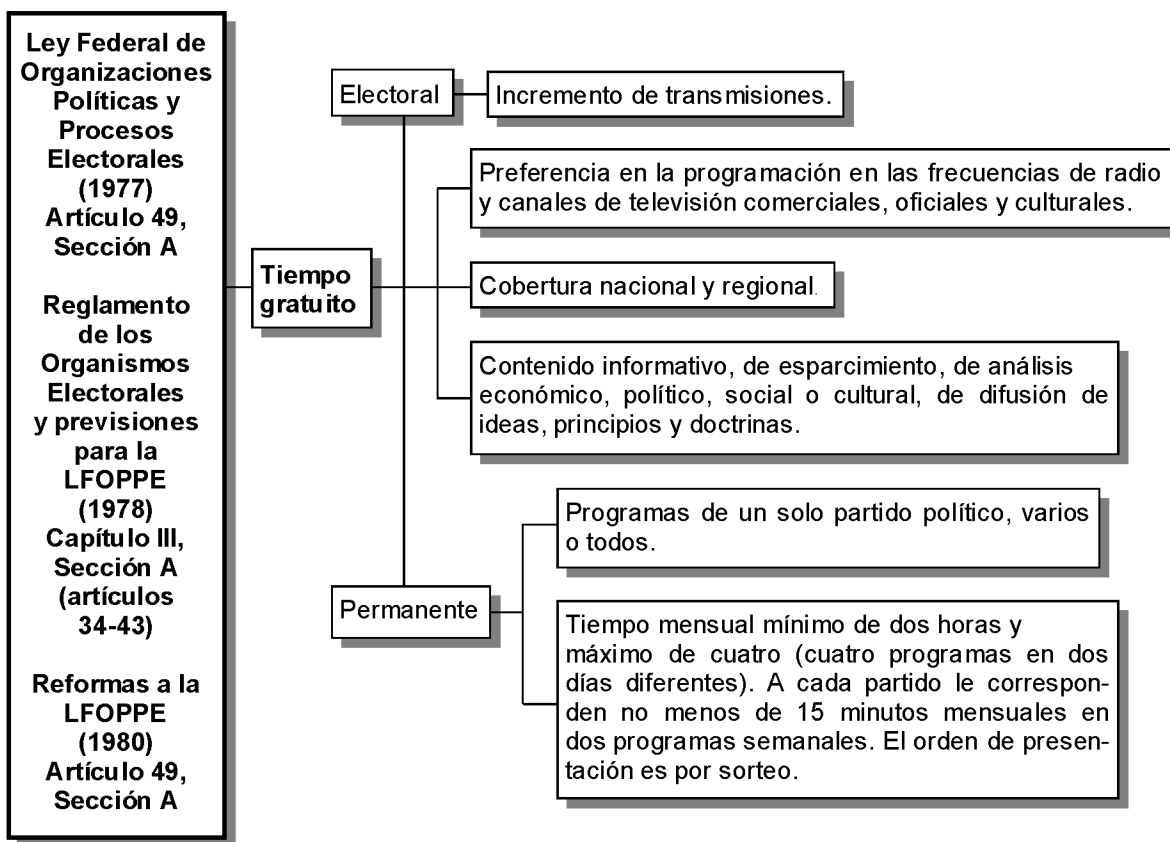 Ley Federal de
Organizaciones
Políticas y
Procesos
Electorales
(1977)
Artículo 49,
Sección A
Reglamento
de los
Organismos
Electorales
y previsiones
para la
LFOPPE
(1978)
Capítulo III,
Sección A
(artículos
34-43)
Reformas a la
LFOPPE
(1980)
Artículo 49,
Sección A
Tiempo
gratuito
Electoral
Incremento de transmisiones.
Preferencia en la programación en las frecuencias de radio
y canales de televisión comerciales, oficiales y culturales.
Cobertura nacional y regional.
Contenido informativo, de esparcimiento, de análisis
económico, político, social o cultural, de difusión de
ideas, principios y doctrinas.
Permanente
Programas de un solo partido político, varios
o todos.
Tiempo mensual mínimo de dos horas y
máximo de cuatro (cuatro programas en dos
días diferentes). A cada partido le correspon-
den no menos de 15 minutos mensuales en
dos programas semanales. El orden de presen-
tación es por sorteo.